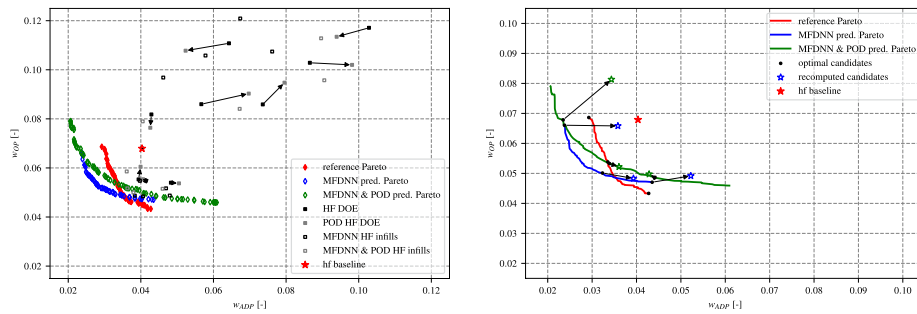 0.12
0.10
0.08
0.06
0.04
0.02
w_OP [-]
reference Pareto
MFDNN pred. Pareto
MFDNN & POD pred. Pareto
HF DOE
POD HF DOE
MFDNN HF infills
MFDNN & POD HF infills
hf baseline
0.02 0.04 0.06 0.08 0.10 0.12
w_ADP [-]
0.10
0.09
0.08
0.07
0.06
0.05
0.04
0.03
0.02
w_OP [-]
reference Pareto
MFDNN pred. Pareto
MFDNN & POD pred. Pareto
optimal candidates
recomputed candidates
hf baseline
0.02 0.03 0.04 0.05 0.06 0.07 0.08 0.09 0.10
w_ADP [-]